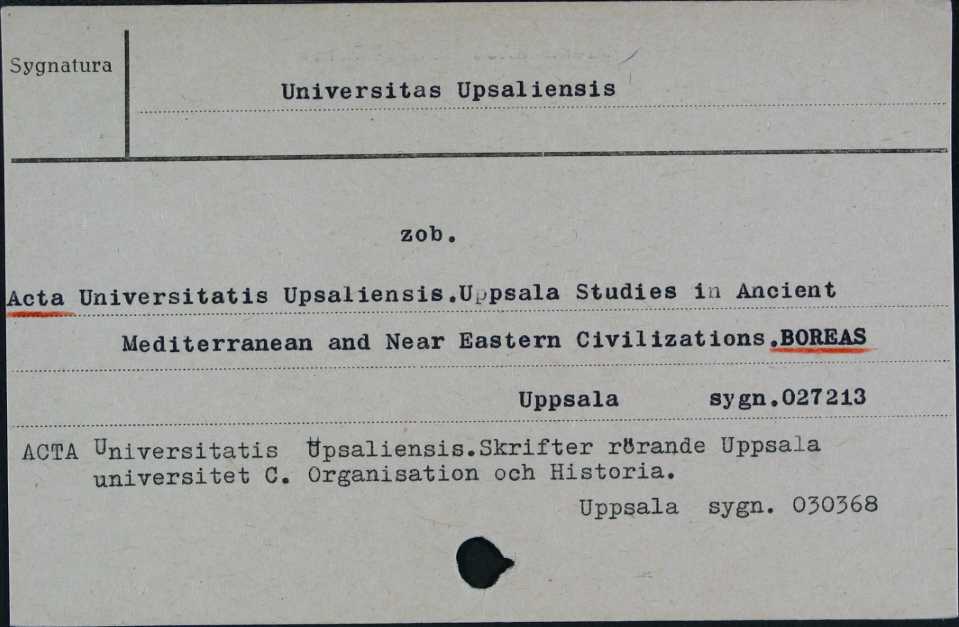 Sygnatura
Universitas Upsaliensis
zob.
Acta Universitatis Upsaliensis.Uppsala Studies in Ancient
Mediterranean and Near Eastern Civilizations.BOREAS
Uppsala sygn.027213
ACTA Universitatis Upsaliensis.Skrifter rörande Uppsala
universitet C. Organisation och Historia.
Uppsala sygn. 030368